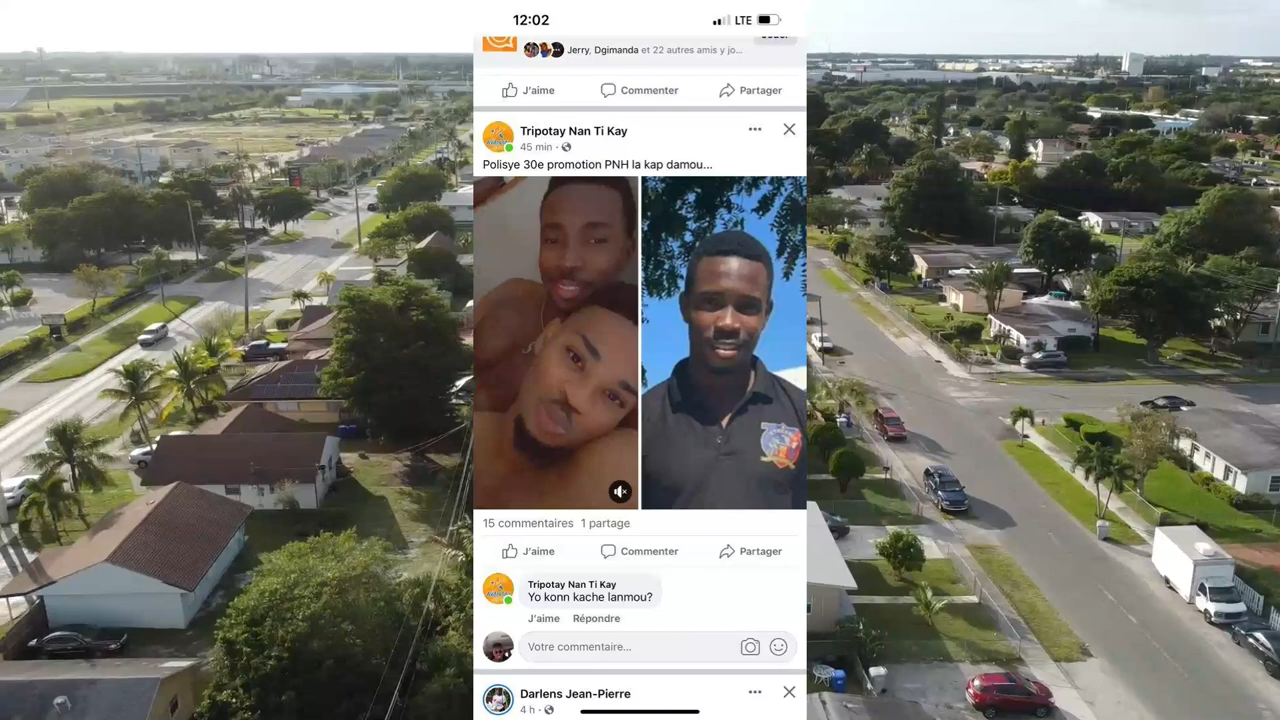 12:02
LTE
Jerry, Dgimanda et 22 autres amis y jo...
J'aime
Commenter
Partager
Tripotay Nan Ti Kay
45 min ·
Polisye 30e promotion PNH la kap damou...
15 commentaires 1 partage
J'aime
Commenter
Partager
Tripotay Nan Ti Kay
Yo konn kache lanmou?
J'aime Répondre
Votre commentaire...
Darlens Jean-Pierre
4 h ·